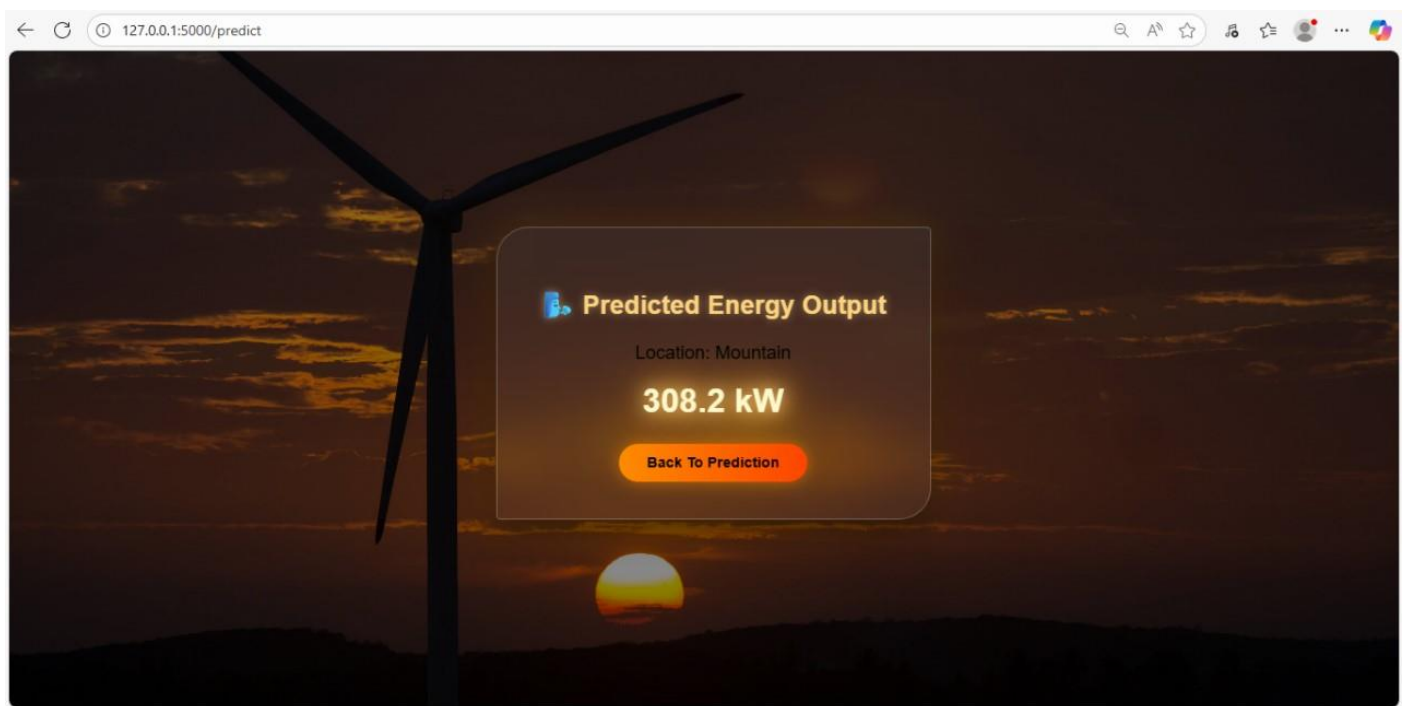 127.0.0.1:5000/predict
Predicted Energy Output
Location: Mountain
308.2 kW
Back To Prediction